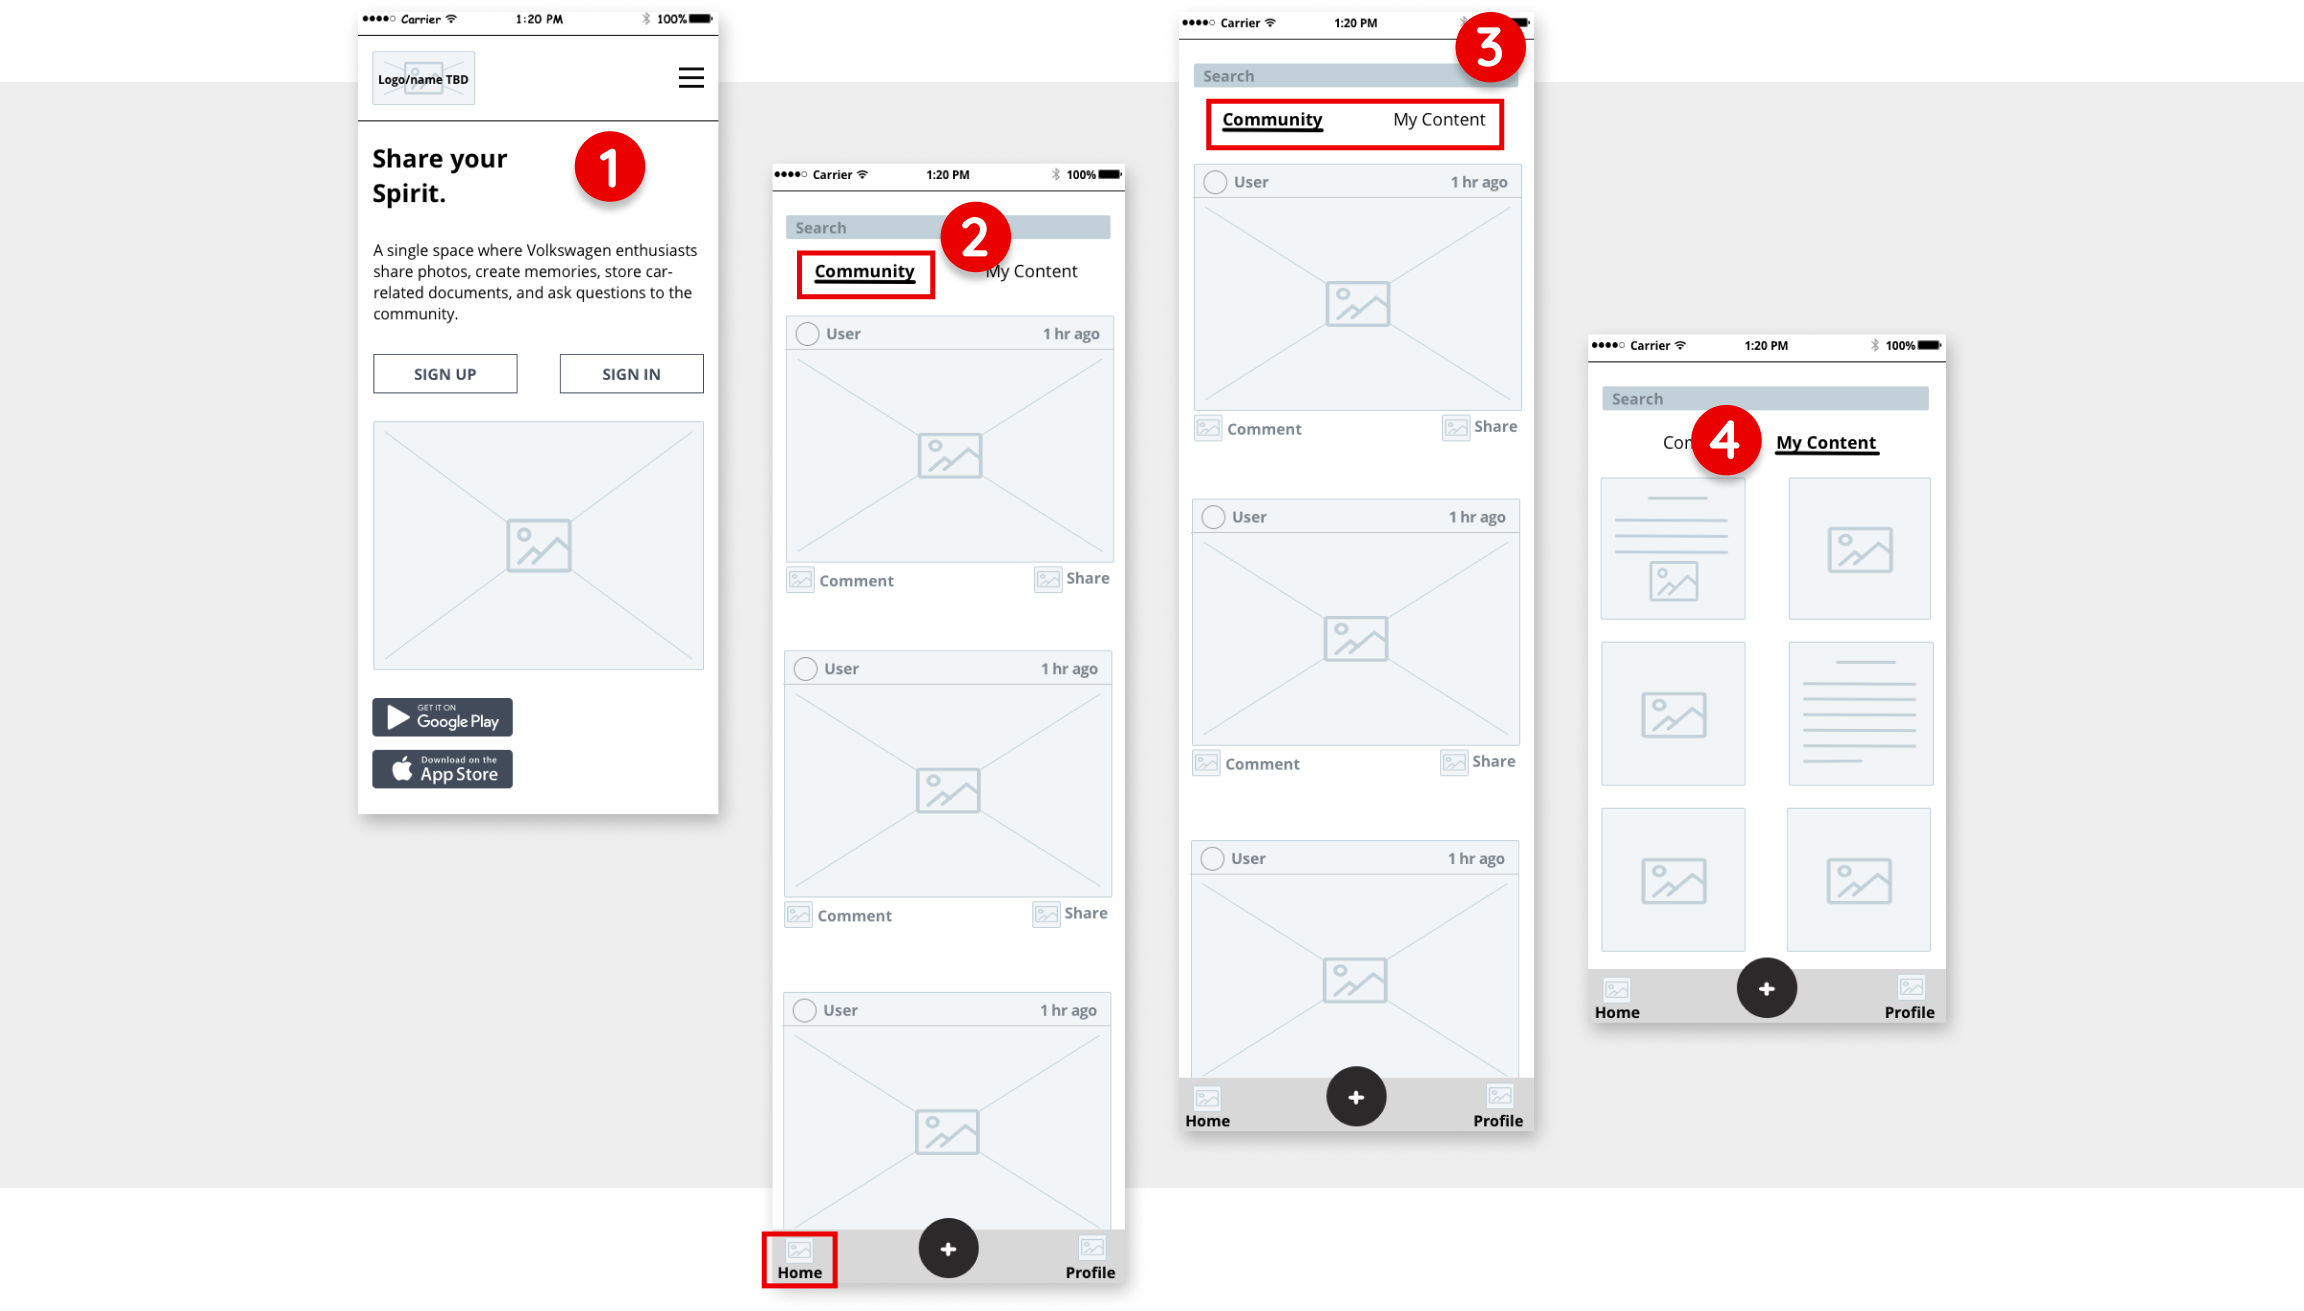 Carrier 1:20 PM 100%
Logo/name TBD
1
Share your
Spirit.
A single space where Volkswagen enthusiasts
share photos, create memories, store car-
related documents, and ask questions to the
community.
SIGN UP SIGN IN
GET IT ON
Google Play
Download on the
App Store
Carrier 1:20 PM 100%
2
Search
Community My Content
User 1 hr ago
Comment Share
User 1 hr ago
Comment Share
User 1 hr ago
+
Home Profile
Carrier 1:20 PM
3
Search
Community My Content
User 1 hr ago
Comment Share
User 1 hr ago
Comment Share
User 1 hr ago
+
Home Profile
Carrier 1:20 PM 100%
Search
4
My Content
+
Home Profile